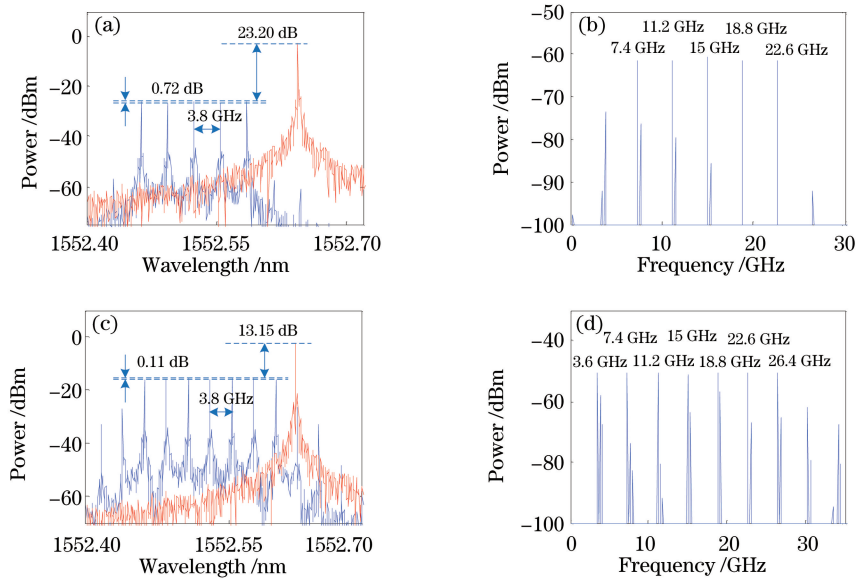 (a)
23.20 dB
0.72 dB
3.8 GHz
0
−20
−40
−60
Power /dBm
1552.40
1552.55
1552.70
Wavelength /nm
(b)
11.2 GHz
18.8 GHz
7.4 GHz
15 GHz
22.6 GHz
−50
−60
−70
−80
−90
−100
Power /dBm
0
10
20
30
Frequency /GHz
(c)
13.15 dB
0.11 dB
3.8 GHz
0
−20
−40
−60
Power /dBm
1552.40
1552.55
1552.70
Wavelength /nm
(d)
7.4 GHz
15 GHz
22.6 GHz
3.6 GHz
11.2 GHz
18.8 GHz
26.4 GHz
−40
−60
−80
−100
Power /dBm
0
10
20
30
Frequency /GHz